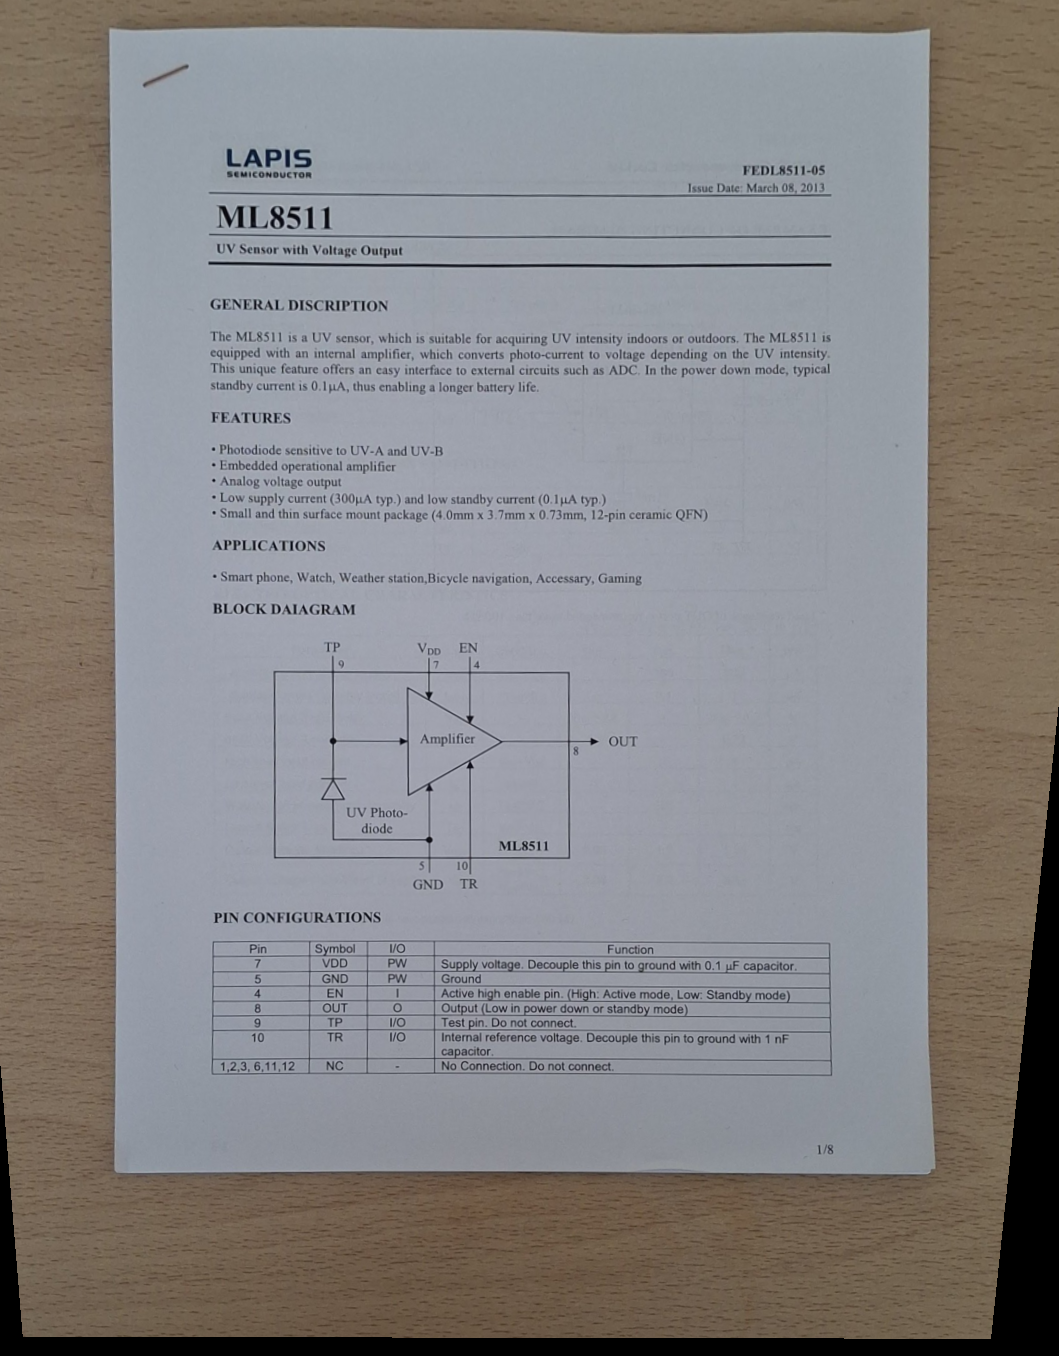 LAPIS
SEMICONDUCTOR
FEDL8511-05
Issue Date: March 08, 2013
ML8511
UV Sensor with Voltage Output
GENERAL DISCRIPTION
The ML8511 is a UV sensor, which is suitable for acquiring UV intensity indoors or outdoors. The ML8511 is
equipped with an internal amplifier, which converts photo-current to voltage depending on the UV intensity.
This unique feature offers an easy interface to external circuits such as ADC. In the power down mode, typical
standby current is 0.1μA, thus enabling a longer battery life.
FEATURES
• Photodiode sensitive to UV-A and UV-B
• Embedded operational amplifier
• Analog voltage output
• Low supply current (300μA typ.) and low standby current (0.1μA typ.)
• Small and thin surface mount package (4.0mm x 3.7mm x 0.73mm, 12-pin ceramic QFN)
APPLICATIONS
• Smart phone, Watch, Weather station,Bicycle navigation, Accessary, Gaming
BLOCK DAIAGRAM
TP VDD EN
9 7 4
Amplifier
OUT
8
UV Photo-
diode
ML8511
5 10
GND TR
PIN CONFIGURATIONS
Pin Symbol I/O Function
7 VDD PW Supply voltage. Decouple this pin to ground with 0.1 μF capacitor.
5 GND PW Ground
4 EN I Active high enable pin. (High: Active mode, Low: Standby mode)
8 OUT O Output (Low in power down or standby mode)
9 TP I/O Test pin. Do not connect.
10 TR I/O Internal reference voltage. Decouple this pin to ground with 1 nF
capacitor.
1,2,3, 6,11,12 NC - No Connection. Do not connect.
1/8